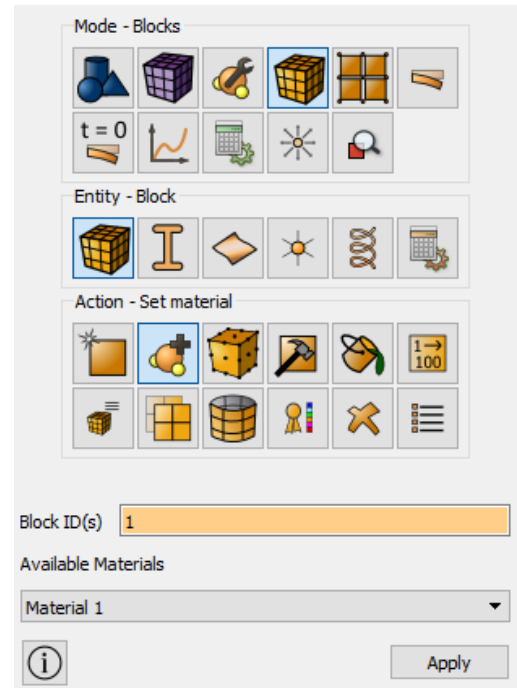 Mode - Blocks
t = 0
Entity - Block
Action - Set material
1→
100
Block ID(s) 1
Available Materials
Material 1
i
Apply